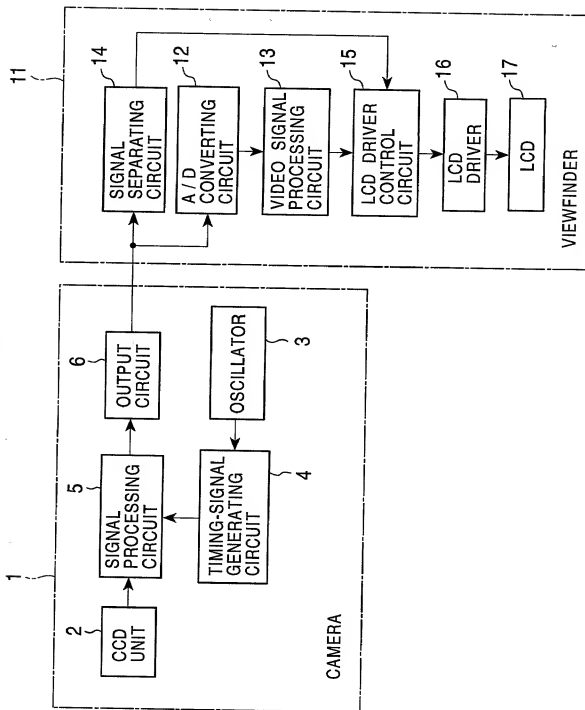 1
2
CCD
UNIT
5
SIGNAL
PROCESSING
CIRCUIT
6
OUTPUT
CIRCUIT
TIMING-SIGNAL
GENERATING
CIRCUIT
4
OSCILLATOR
3
CAMERA
11
14
SIGNAL
SEPARATING
CIRCUIT
12
A / D
CONVERTING
CIRCUIT
13
VIDEO SIGNAL
PROCESSING
CIRCUIT
15
LCD DRIVER
CONTROL
CIRCUIT
16
LCD
DRIVER
17
LCD
VIEWFINDER